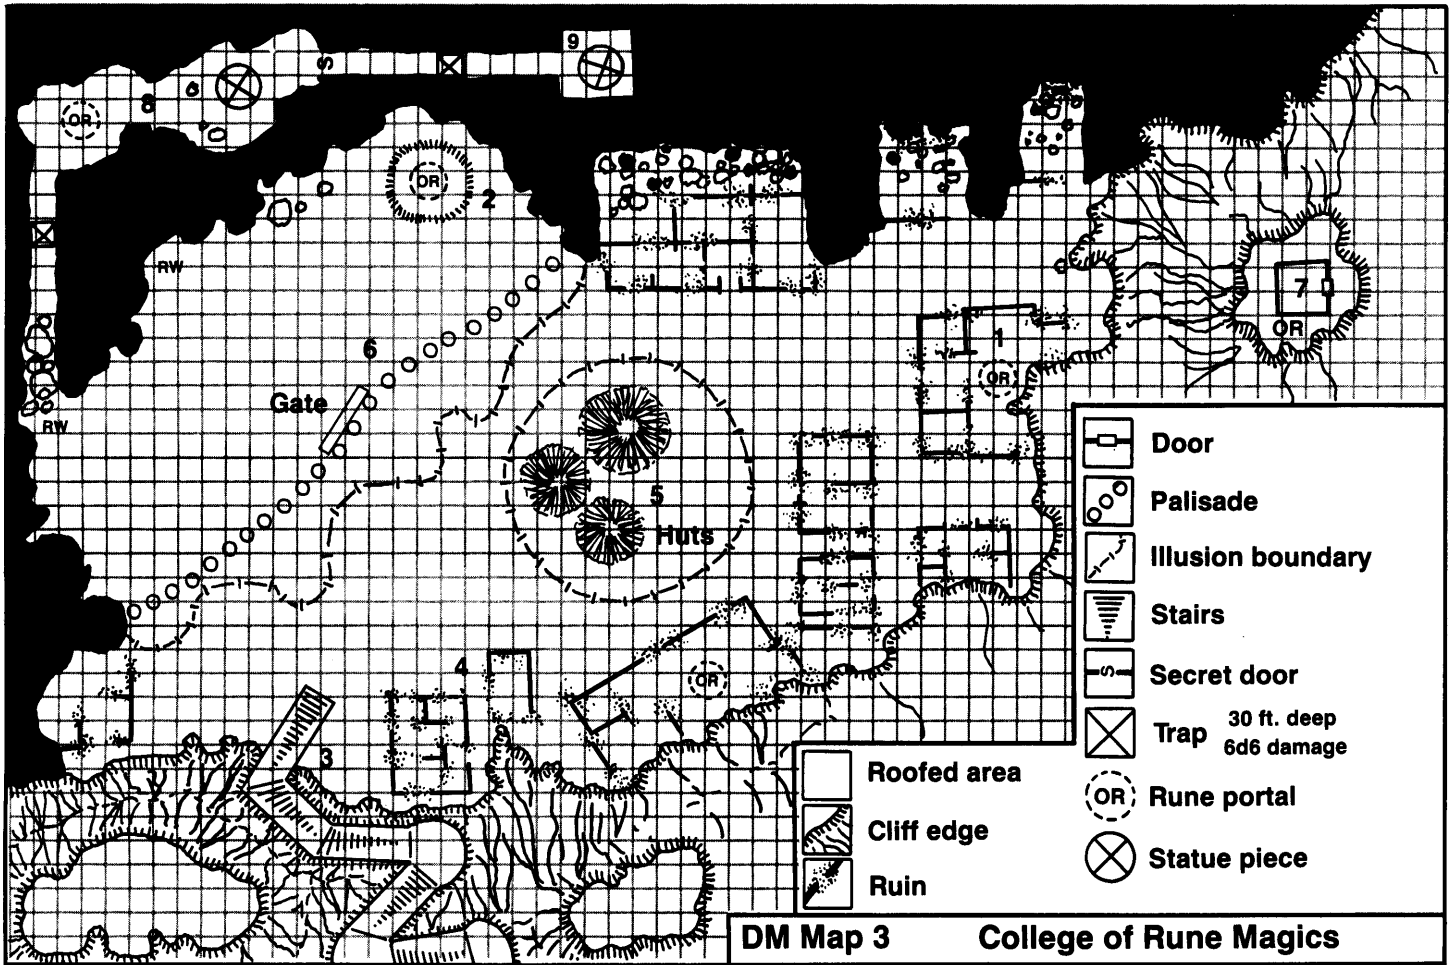 9
S
8
OR
OR
2
RW
7
OR
6
1
OR
Gate
RW
5
Huts
4
OR
3
Door
Palisade
Illusion boundary
Stairs
S
Secret door
Trap 30 ft. deep
6d6 damage
OR
Rune portal
Statue piece
Roofed area
Cliff edge
Ruin
DM Map 3 College of Rune Magics